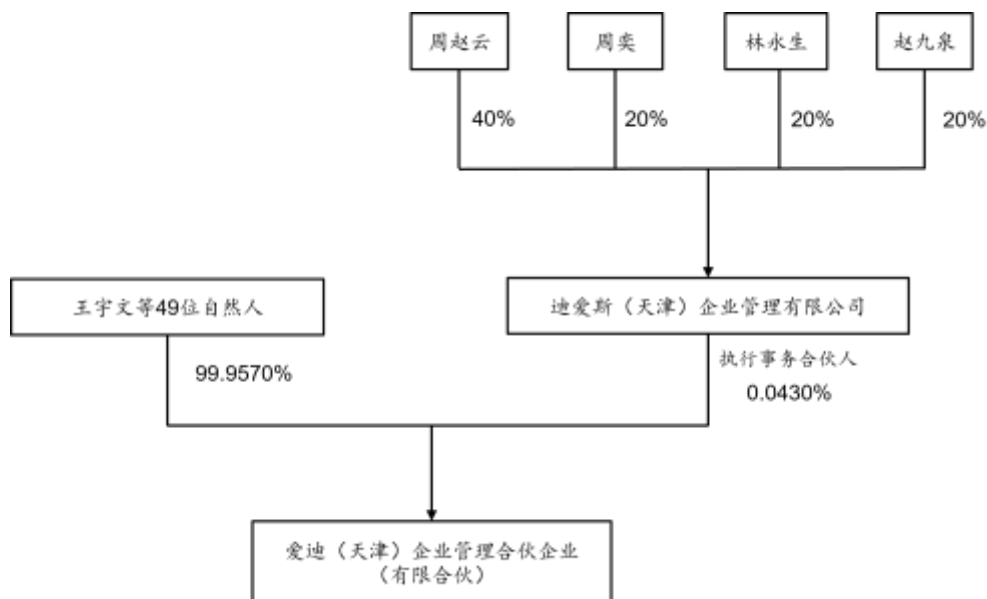 周赵云
周奕
林永生
赵九泉
40%
20%
20%
20%
王宇文等49位自然人
迪爱斯（天津）企业管理有限公司
99.9570%
执行事务合伙人
0.0430%
爱迪（天津）企业管理合伙企业
（有限合伙）